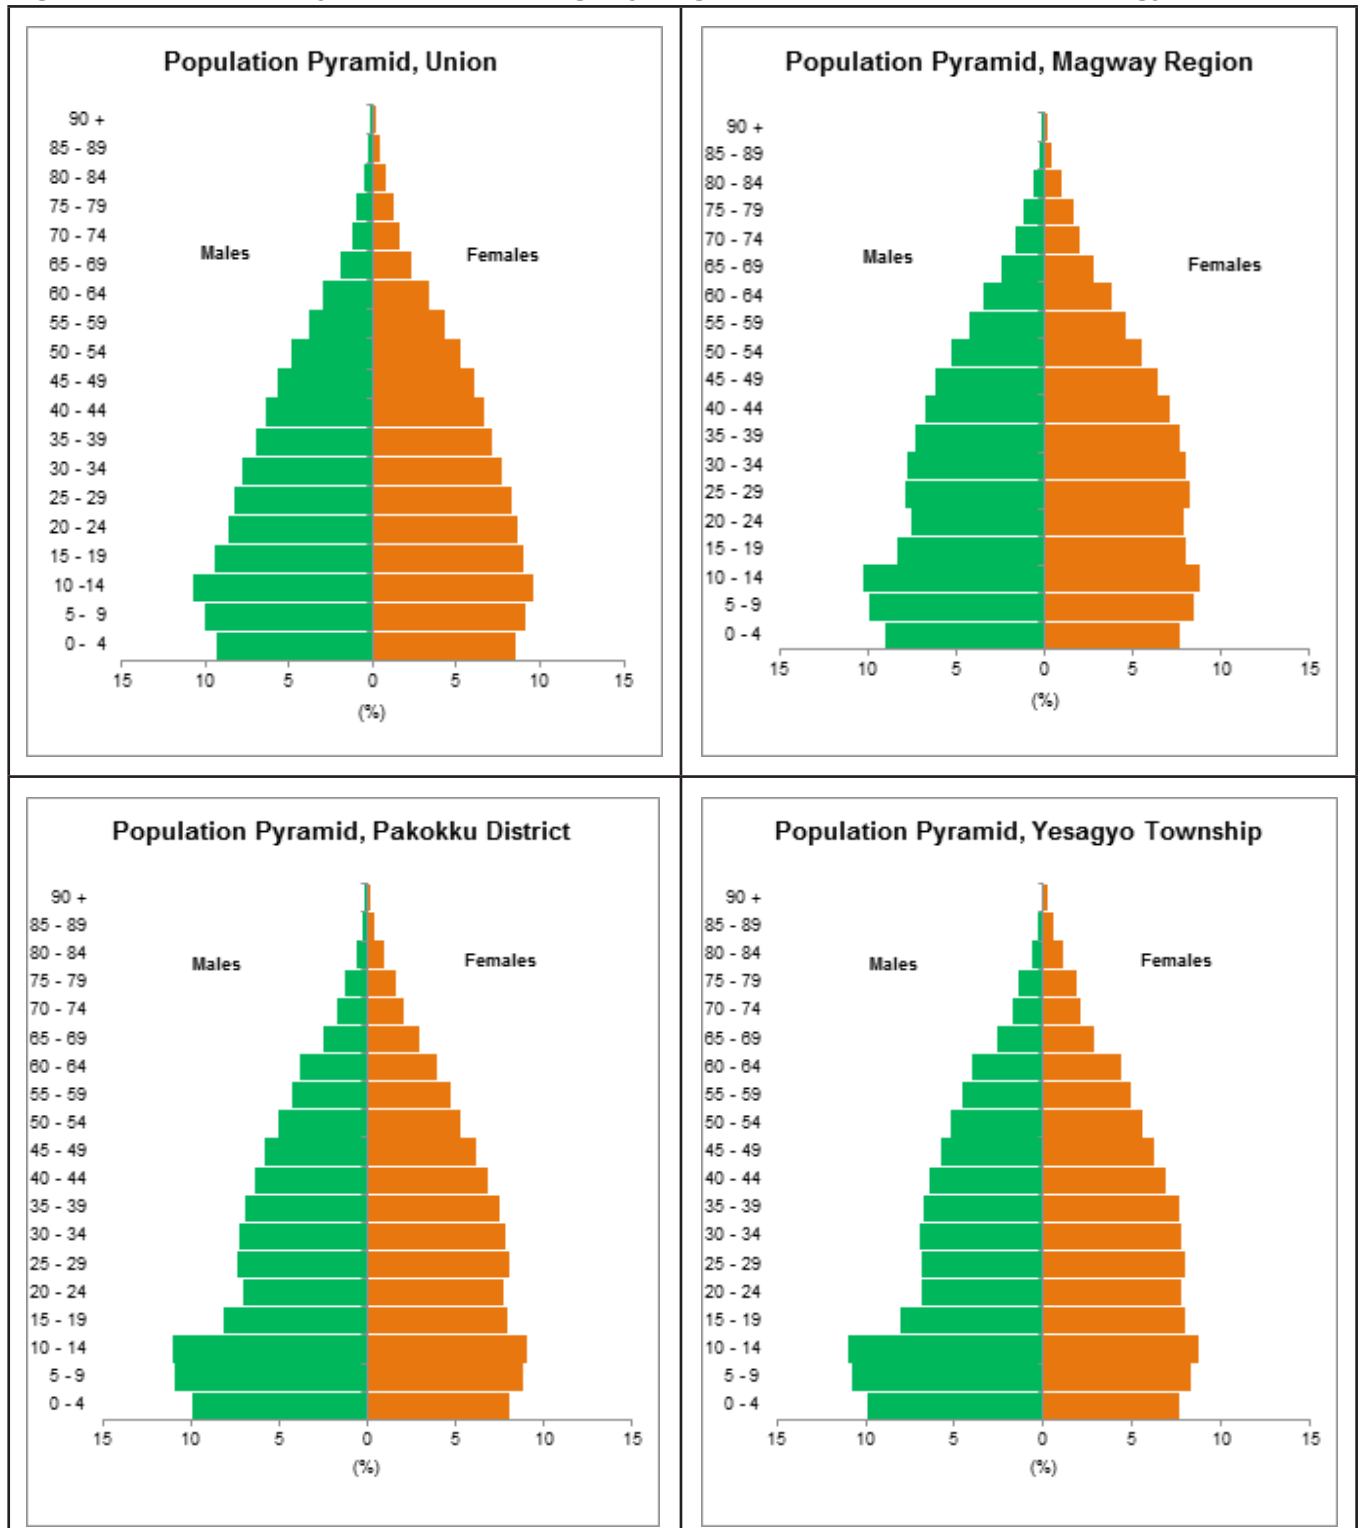 Population Pyramid, Union
90 +
85 - 89
80 - 84
75 - 79
70 - 74
Males
Females
65 - 69
60 - 64
55 - 59
50 - 54
45 - 49
40 - 44
35 - 39
30 - 34
25 - 29
20 - 24
15 - 19
10 -14
5 - 9
0 - 4
15 10 5 0 5 10 15
(%)
Population Pyramid, Magway Region
90 +
85 - 89
80 - 84
75 - 79
70 - 74
Males
Females
65 - 69
60 - 64
55 - 59
50 - 54
45 - 49
40 - 44
35 - 39
30 - 34
25 - 29
20 - 24
15 - 19
10 - 14
5 - 9
0 - 4
15 10 5 0 5 10 15
(%)
Population Pyramid, Pakokku District
90 +
85 - 89
80 - 84
Males
Females
75 - 79
70 - 74
65 - 69
60 - 64
55 - 59
50 - 54
45 - 49
40 - 44
35 - 39
30 - 34
25 - 29
20 - 24
15 - 19
10 - 14
5 - 9
0 - 4
15 10 5 0 5 10 15
(%)
Population Pyramid, Yesagyo Township
90 +
85 - 89
80 - 84
Males
Females
75 - 79
70 - 74
65 - 69
60 - 64
55 - 59
50 - 54
45 - 49
40 - 44
35 - 39
30 - 34
25 - 29
20 - 24
15 - 19
10 - 14
5 - 9
0 - 4
15 10 5 0 5 10 15
(%)